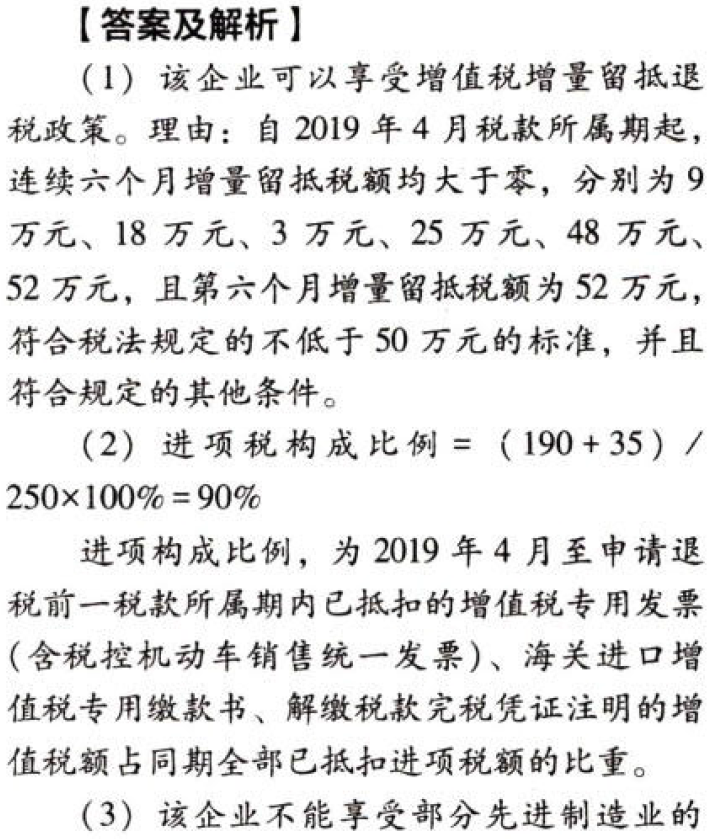 【答案及解析】
(1) 该企业可以享受增值税增量留抵退
税政策。理由：自 2019 年 4 月税款所属期起，
连续六个月增量留抵税额均大于零，分别为 9
万元、18 万元、3 万元、25 万元、48 万元、
52 万元，且第六个月增量留抵税额为 52 万元，
符合税法规定的不低于 50 万元的标准，并且
符合规定的其他条件。
(2) 进项税构成比例 = (190 + 35) /
250×100% = 90%
进项构成比例，为 2019 年 4 月至申请退
税前一税款所属期内已抵扣的增值税专用发票
(含税控机动车销售统一发票)、海关进口增
值税专用缴款书、解缴税款完税凭证注明的增
值税额占同期全部已抵扣进项税额的比重。
(3) 该企业不能享受部分先进制造业的